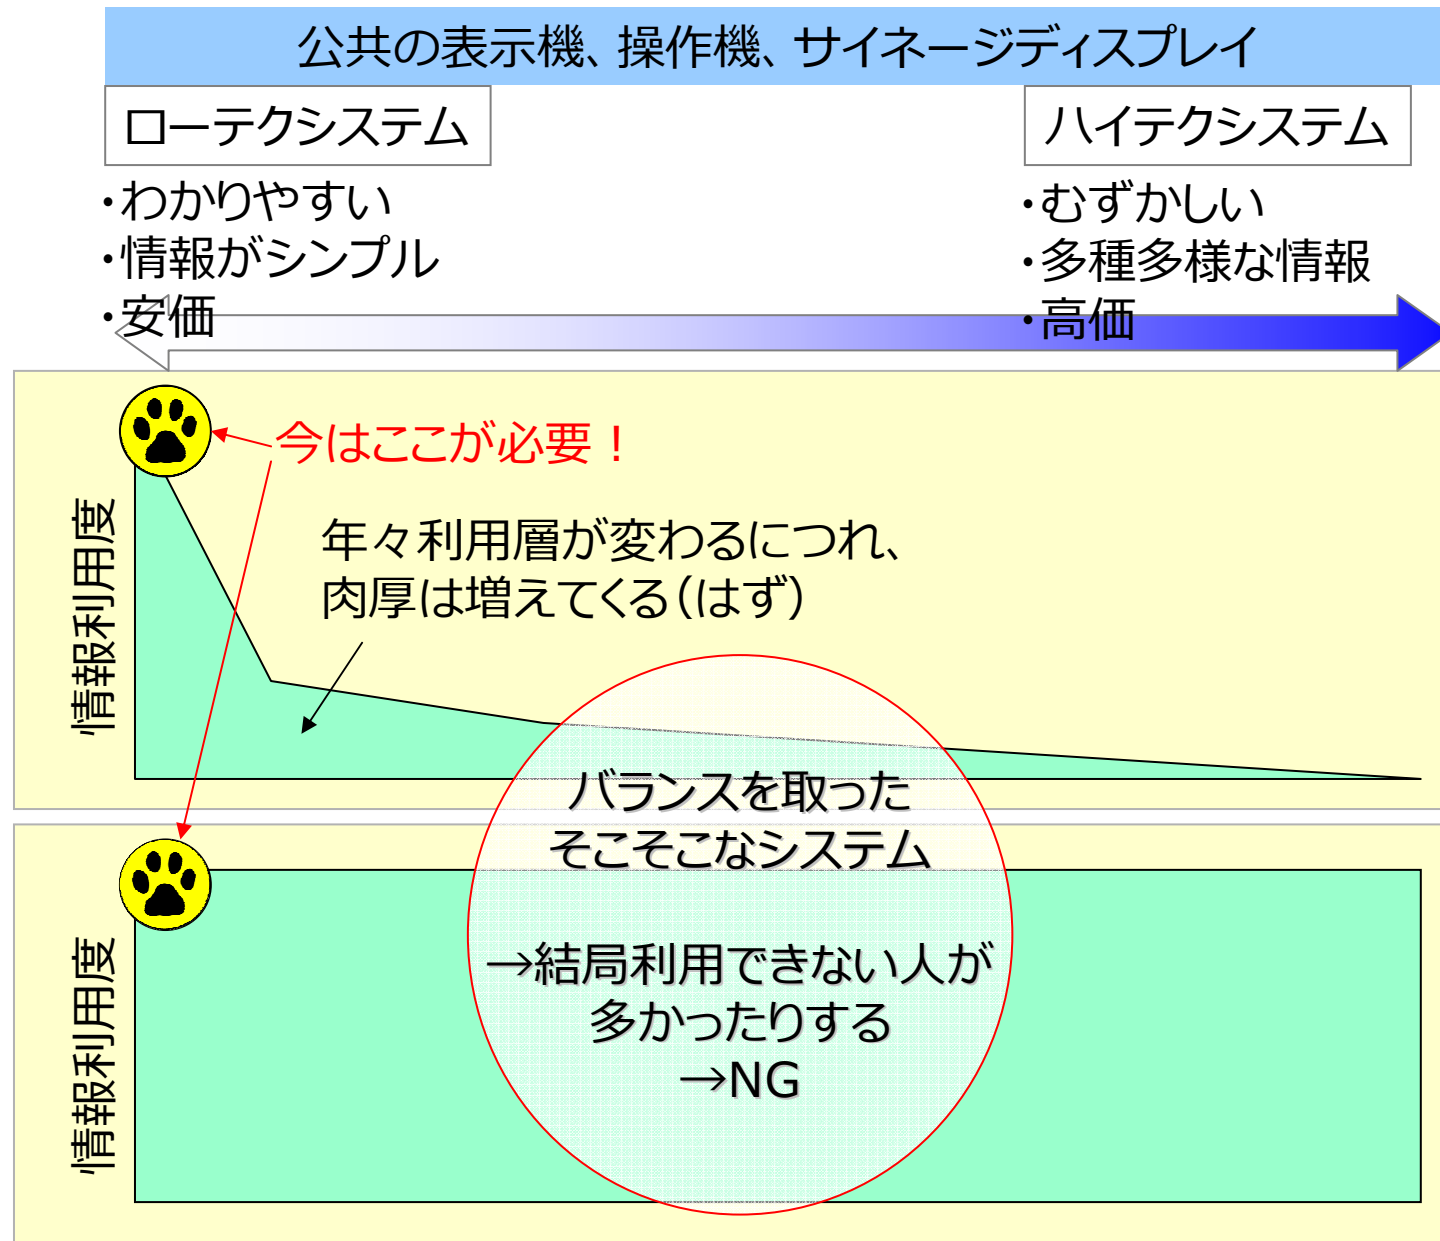 公共の表示機、操作機、サイネージディスプレイ
ローテクシステム
・わかりやすい
・情報がシンプル
・安価
ハイテクシステム
・むずかしい
・多種多様な情報
・高価
今はここが必要！
年々利用層が変わるにつれ、
肉厚は増えてくる（はず）
情報利用度
バランスを取った
そこそこなシステム
→結局利用できない人が
多かったりする
→NG
情報利用度